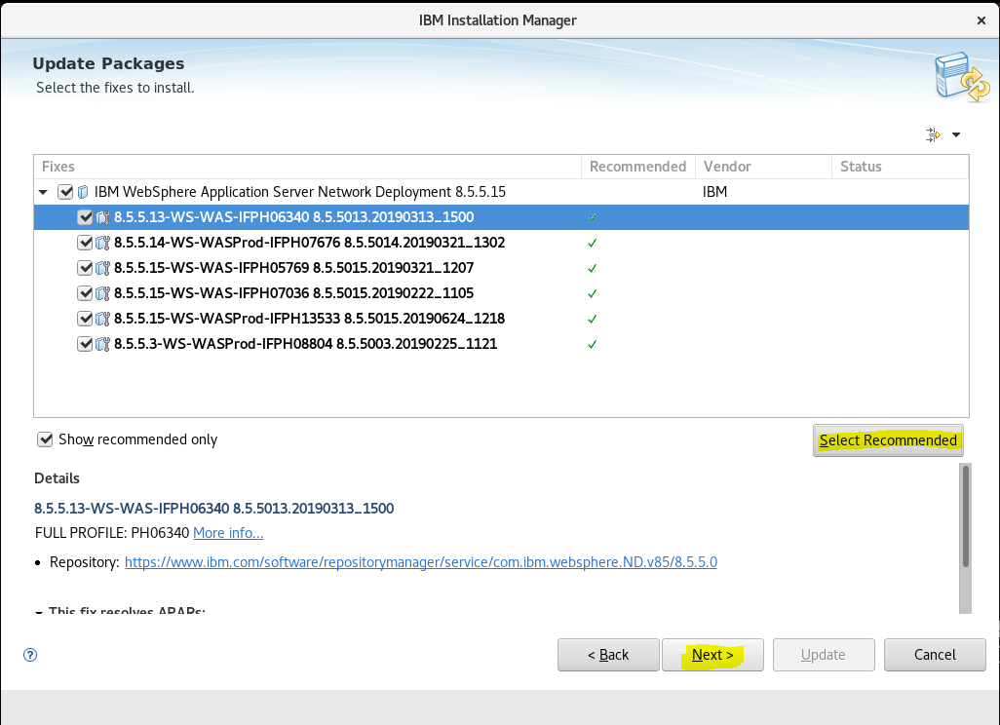 IBM Installation Manager
Update Packages
Select the fixes to install.
Fixes Recommended Vendor Status
IBM WebSphere Application Server Network Deployment 8.5.5.15 IBM
8.5.5.13-WS-WAS-IFPH06340 8.5.5013.20190313_1500
8.5.5.14-WS-WASProd-IFPH07676 8.5.5014.20190321_1302
8.5.5.15-WS-WAS-IFPH05769 8.5.5015.20190321_1207
8.5.5.15-WS-WAS-IFPH07036 8.5.5015.20190222_1105
8.5.5.15-WS-WASProd-IFPH13533 8.5.5015.20190624_1218
8.5.5.3-WS-WASProd-IFPH08804 8.5.5003.20190225_1121
Show recommended only Select Recommended
Details
8.5.5.13-WS-WAS-IFPH06340 8.5.5013.20190313_1500
FULL PROFILE: PH06340 More info...
• Repository: https://www.ibm.com/software/repositorymanager/service/com.ibm.websphere.ND.v85/8.5.5.0
This fix resolves APARs:
? < Back Next > Update Cancel